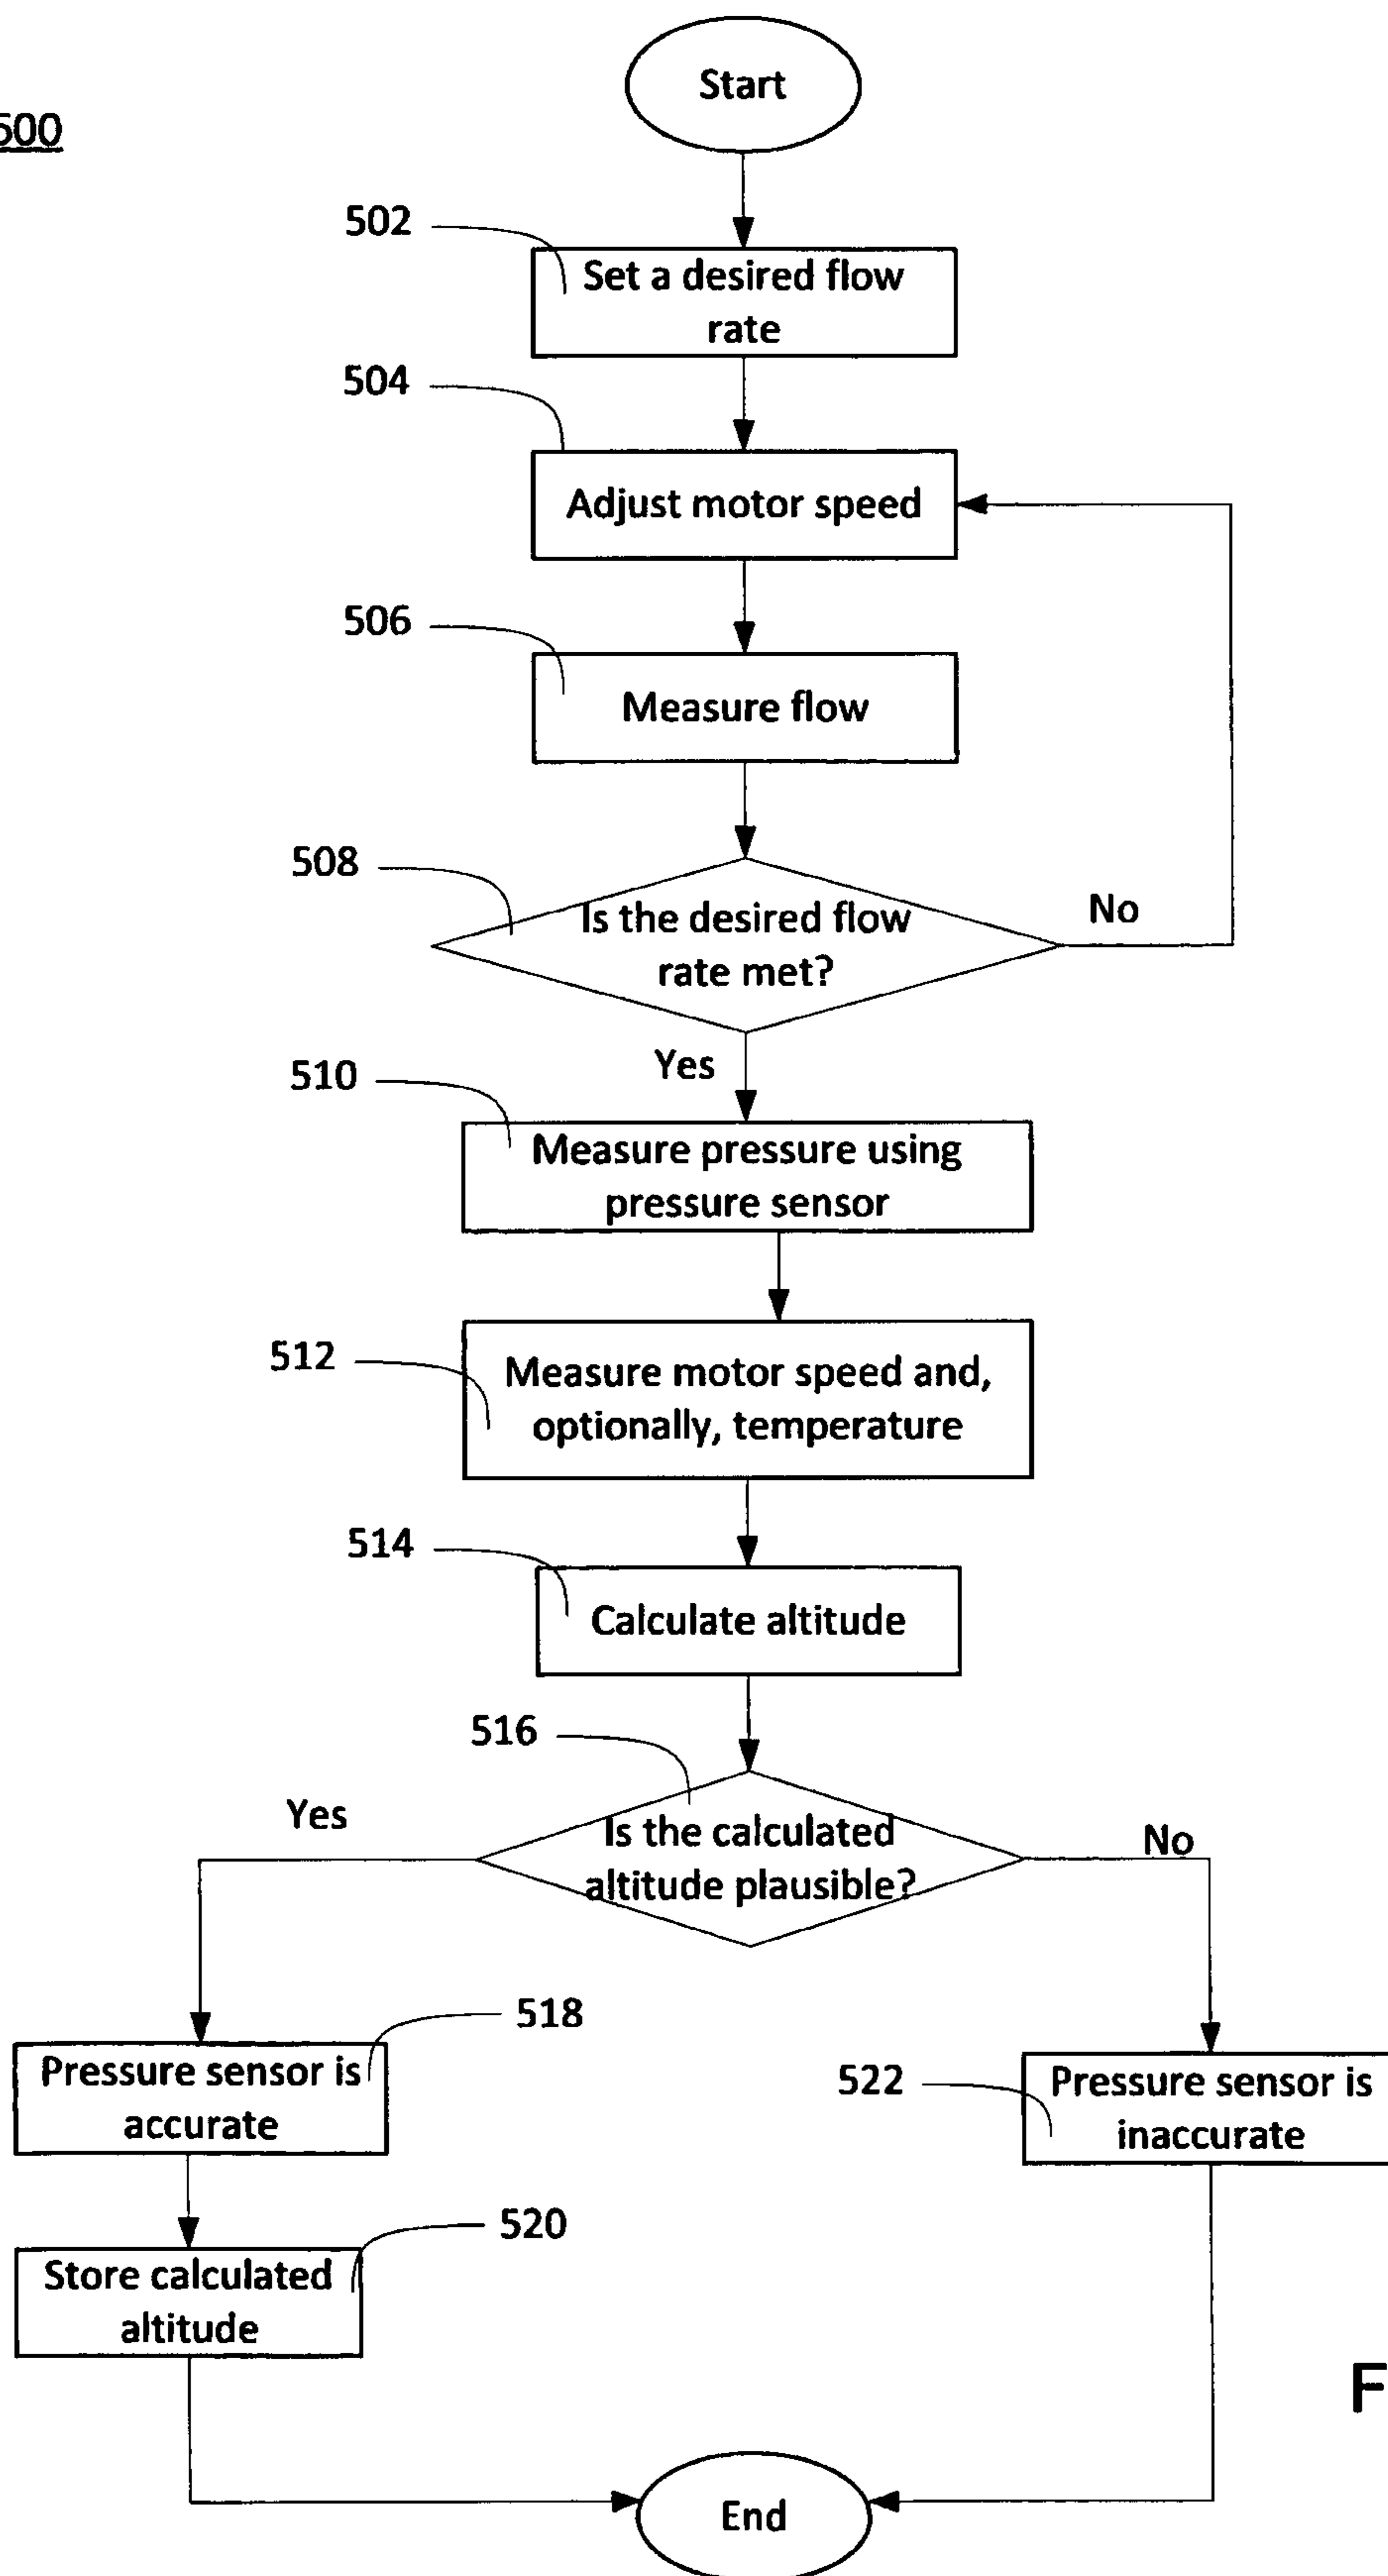 Start
500
502
Set a desired flow
rate
504
Adjust motor speed
506
Measure flow
508
Is the desired flow
rate met?
No
Yes
510
Measure pressure using
pressure sensor
512
Measure motor speed and,
optionally, temperature
514
Calculate altitude
516
Yes
Is the calculated
altitude plausible?
No
518
Pressure sensor is
accurate
522
Pressure sensor is
inaccurate
520
Store calculated
altitude
F
End